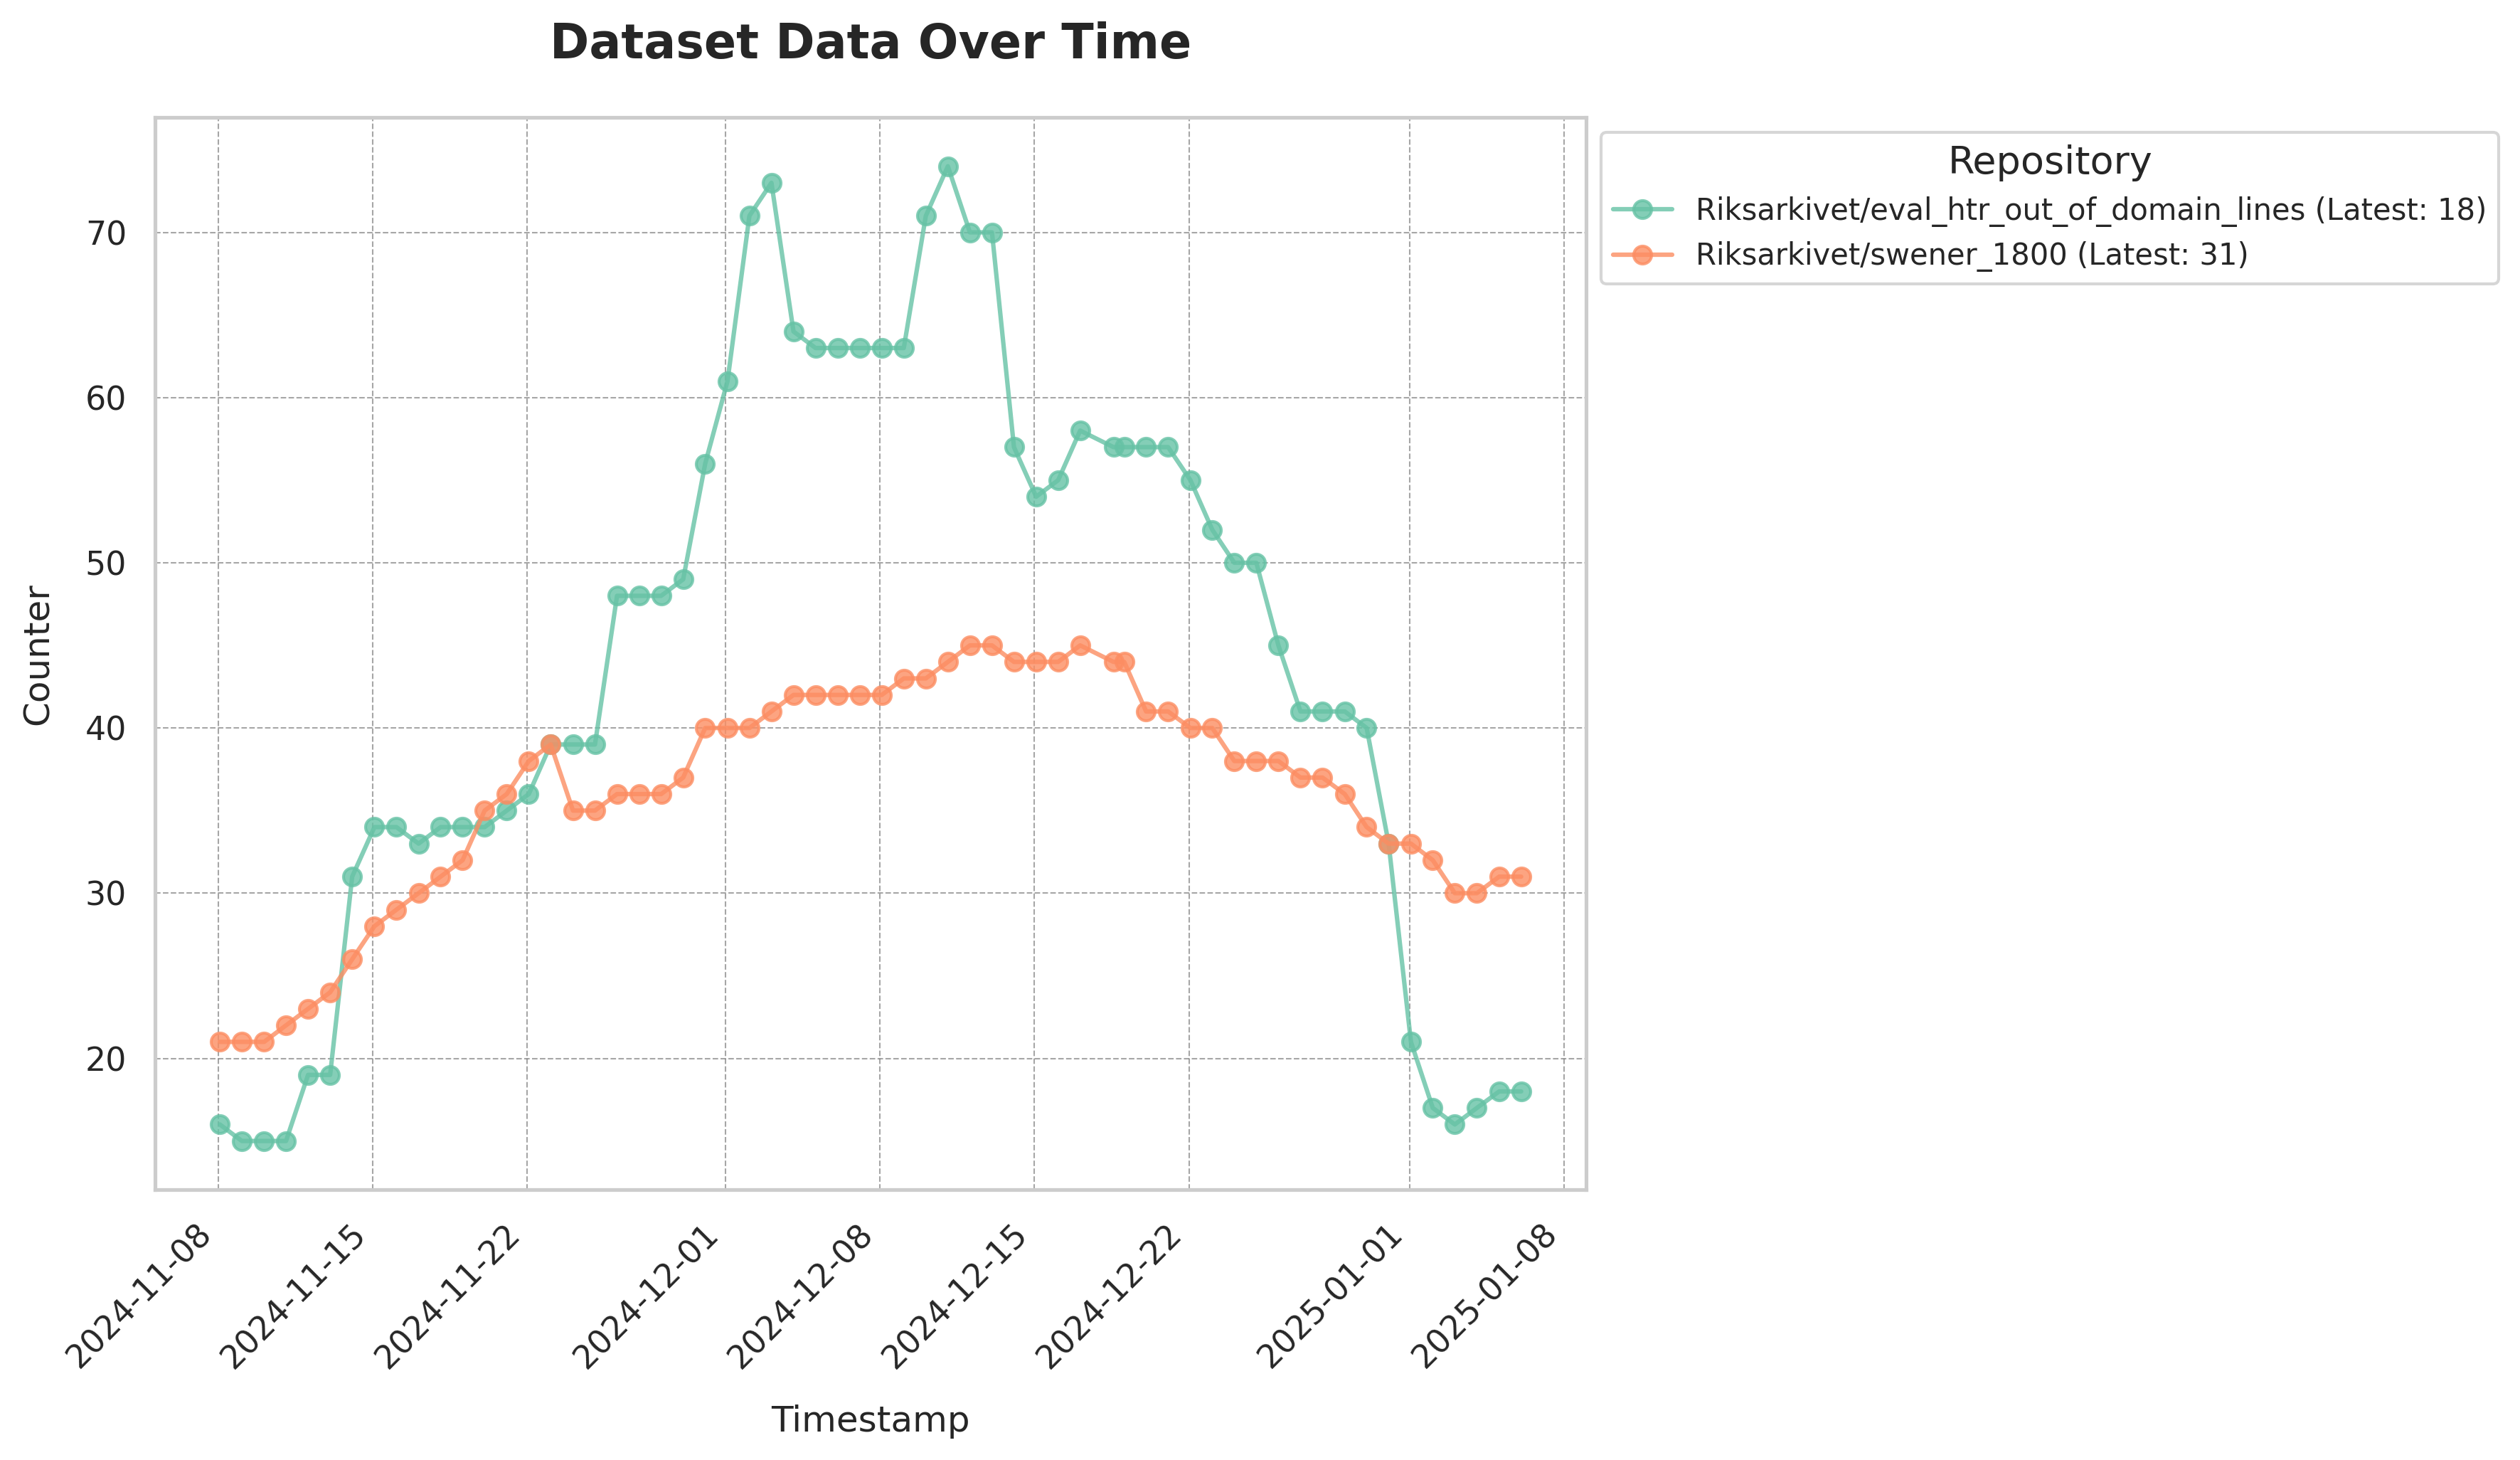 Dataset Data Over Time
Repository
Riksarkivet/eval_htr_out_of_domain_lines (Latest: 18)
Riksarkivet/swener_1800 (Latest: 31)
Counter
70
60
50
40
30
20
2024-11-08
2024-11-15
2024-11-22
2024-12-01
2024-12-08
2024-12-15
2024-12-22
2025-01-01
2025-01-08
Timestamp